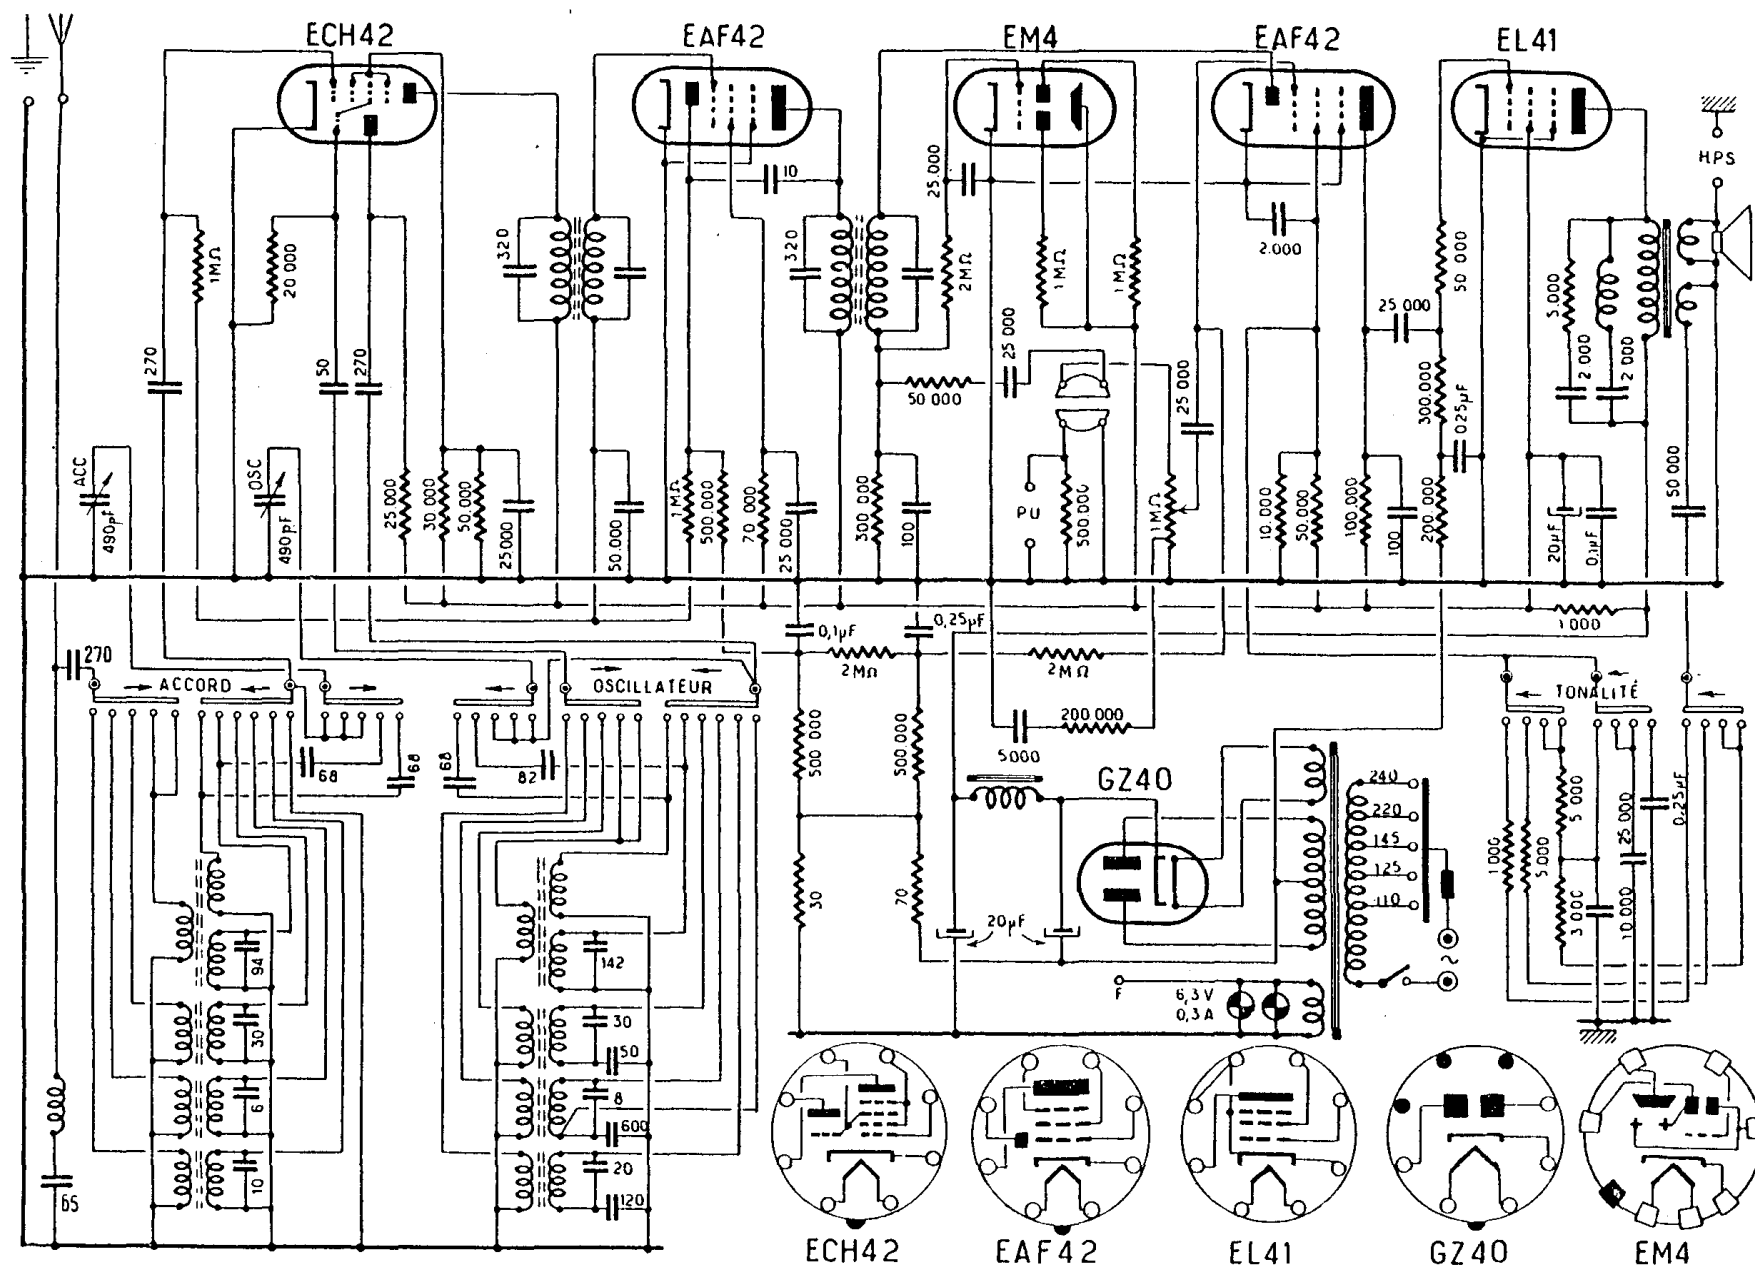 ECH42
EAF42
EM4
EAF42
EL41
HPS
10
25.000
2.000
1MΩ
20 000
320
320
2MΩ
1MΩ
1MΩ
50 000
25 000
5.000
2 000
2 000
270
50
270
25 000
50 000
25 000
300.000
0.25µF
50 000
ACC
490pF
OSC
490pF
25 000
30.000
50.000
25000
50.000
1MΩ
500.000
70 000
25 000
300 000
100
PU
500.000
1MΩ
10.000
50.000
100.000
100
200.000
20µF
0,1µF
0,1µF
0,25µF
1 000
2MΩ
2MΩ
270
ACCORD
OSCILLATEUR
TONALITÉ
68
68
68
82
500 000
500.000
5000
200.000
GZ40
240
220
145
125
110
1 000
5.000
5 000
3 000
25 000
10 000
0,25µF
30
70
20µF
F
6,3 V
0,3 A
94
30
6
10
65
142
30
50
8
600
20
120
ECH42
EAF42
EL41
GZ40
EM4